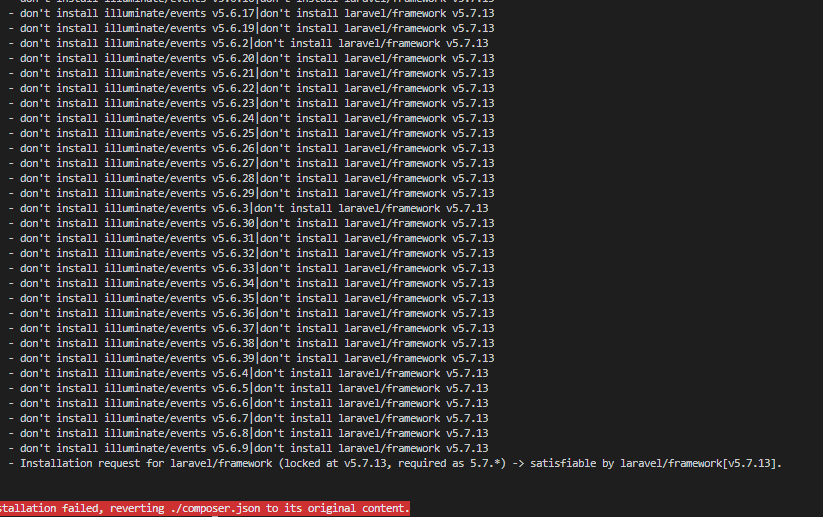 - don't install illuminate/events v5.6.16|don't install laravel/framework v5.7.13
- don't install illuminate/events v5.6.17|don't install laravel/framework v5.7.13
- don't install illuminate/events v5.6.19|don't install laravel/framework v5.7.13
- don't install illuminate/events v5.6.2|don't install laravel/framework v5.7.13
- don't install illuminate/events v5.6.20|don't install laravel/framework v5.7.13
- don't install illuminate/events v5.6.21|don't install laravel/framework v5.7.13
- don't install illuminate/events v5.6.22|don't install laravel/framework v5.7.13
- don't install illuminate/events v5.6.23|don't install laravel/framework v5.7.13
- don't install illuminate/events v5.6.24|don't install laravel/framework v5.7.13
- don't install illuminate/events v5.6.25|don't install laravel/framework v5.7.13
- don't install illuminate/events v5.6.26|don't install laravel/framework v5.7.13
- don't install illuminate/events v5.6.27|don't install laravel/framework v5.7.13
- don't install illuminate/events v5.6.28|don't install laravel/framework v5.7.13
- don't install illuminate/events v5.6.29|don't install laravel/framework v5.7.13
- don't install illuminate/events v5.6.3|don't install laravel/framework v5.7.13
- don't install illuminate/events v5.6.30|don't install laravel/framework v5.7.13
- don't install illuminate/events v5.6.31|don't install laravel/framework v5.7.13
- don't install illuminate/events v5.6.32|don't install laravel/framework v5.7.13
- don't install illuminate/events v5.6.33|don't install laravel/framework v5.7.13
- don't install illuminate/events v5.6.34|don't install laravel/framework v5.7.13
- don't install illuminate/events v5.6.35|don't install laravel/framework v5.7.13
- don't install illuminate/events v5.6.36|don't install laravel/framework v5.7.13
- don't install illuminate/events v5.6.37|don't install laravel/framework v5.7.13
- don't install illuminate/events v5.6.38|don't install laravel/framework v5.7.13
- don't install illuminate/events v5.6.39|don't install laravel/framework v5.7.13
- don't install illuminate/events v5.6.4|don't install laravel/framework v5.7.13
- don't install illuminate/events v5.6.5|don't install laravel/framework v5.7.13
- don't install illuminate/events v5.6.6|don't install laravel/framework v5.7.13
- don't install illuminate/events v5.6.7|don't install laravel/framework v5.7.13
- don't install illuminate/events v5.6.8|don't install laravel/framework v5.7.13
- don't install illuminate/events v5.6.9|don't install laravel/framework v5.7.13
- Installation request for laravel/framework (locked at v5.7.13, required as 5.7.*) -> satisfiable by laravel/framework[v5.7.13].
stallation failed, reverting ./composer.json to its original content.